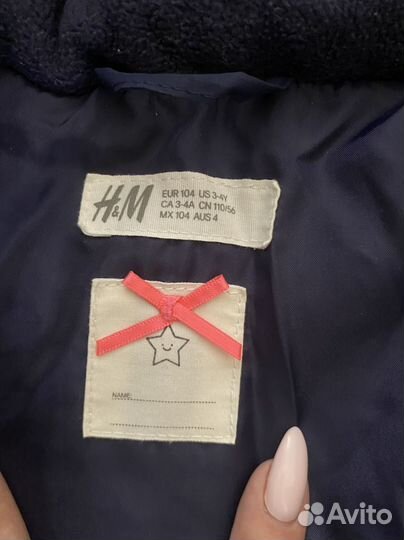 H&M
EUR 104 US 3-4Y
CA 3-4A CN 110/56
MX 104 AUS 4
NAME:
Avito